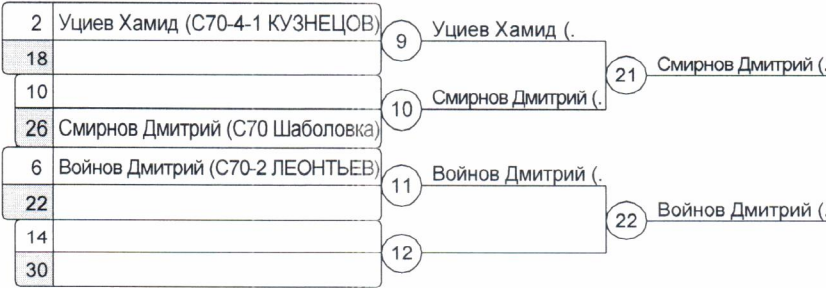 2 Уциев Хамид (С70-4-1 КУЗНЕЦОВ)
9 Уциев Хамид (.
18
21 Смирнов Дмитрий (.
10
10 Смирнов Дмитрий (.
26 Смирнов Дмитрий (С70 Шаболовка)
6 Войнов Дмитрий (С70-2 ЛЕОНТЬЕВ)
11 Войнов Дмитрий (.
22
22 Войнов Дмитрий (.
14
12
30